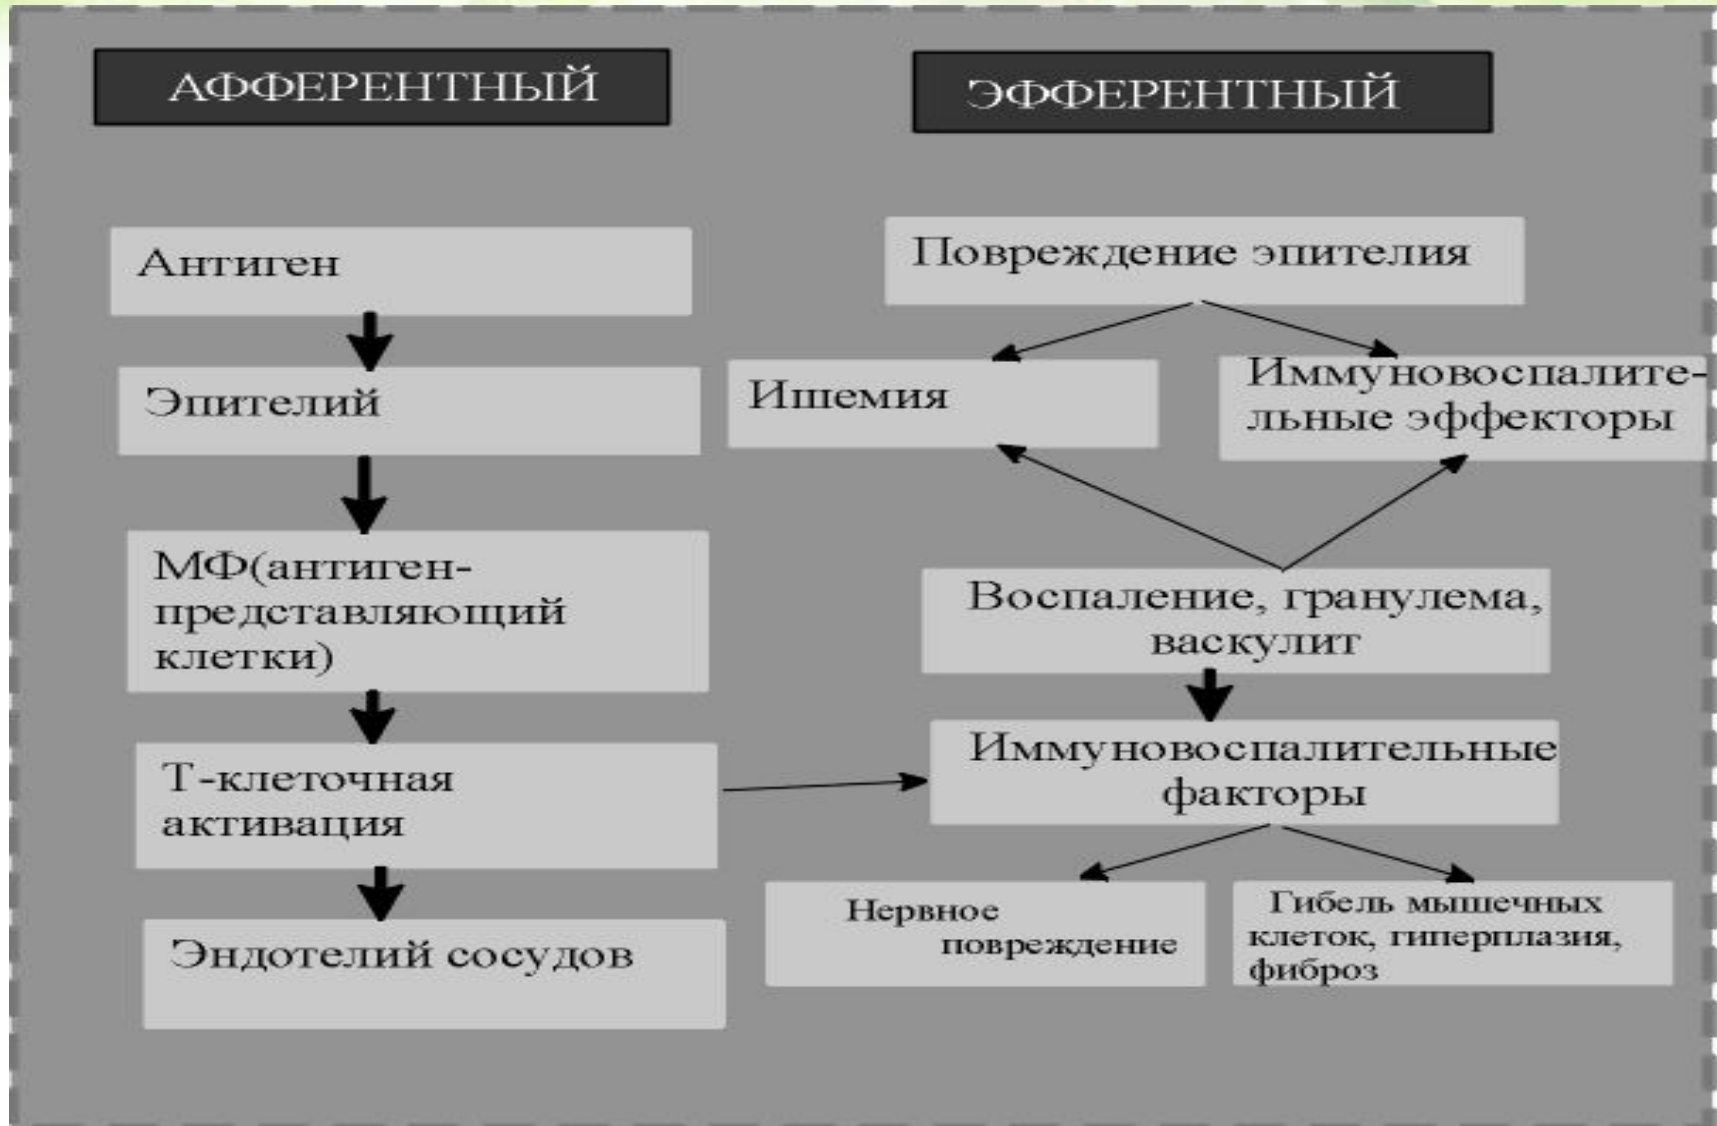 АФФЕРЕНТНЫЙ
Антиген
Эпителий
МФ(антиген-
представляющий
клетки)
Т-клеточная
активация
Эндотелий сосудов
ЭФФЕРЕНТНЫЙ
Повреждение эпителия
Ишемия
Иммуновоспалите-
льные эффекторы
Воспаление, гранулема,
васкулит
Иммуновоспалительные
факторы
Нервное
повреждение
Гибель мышечных
клеток, гиперплазия,
фиброз